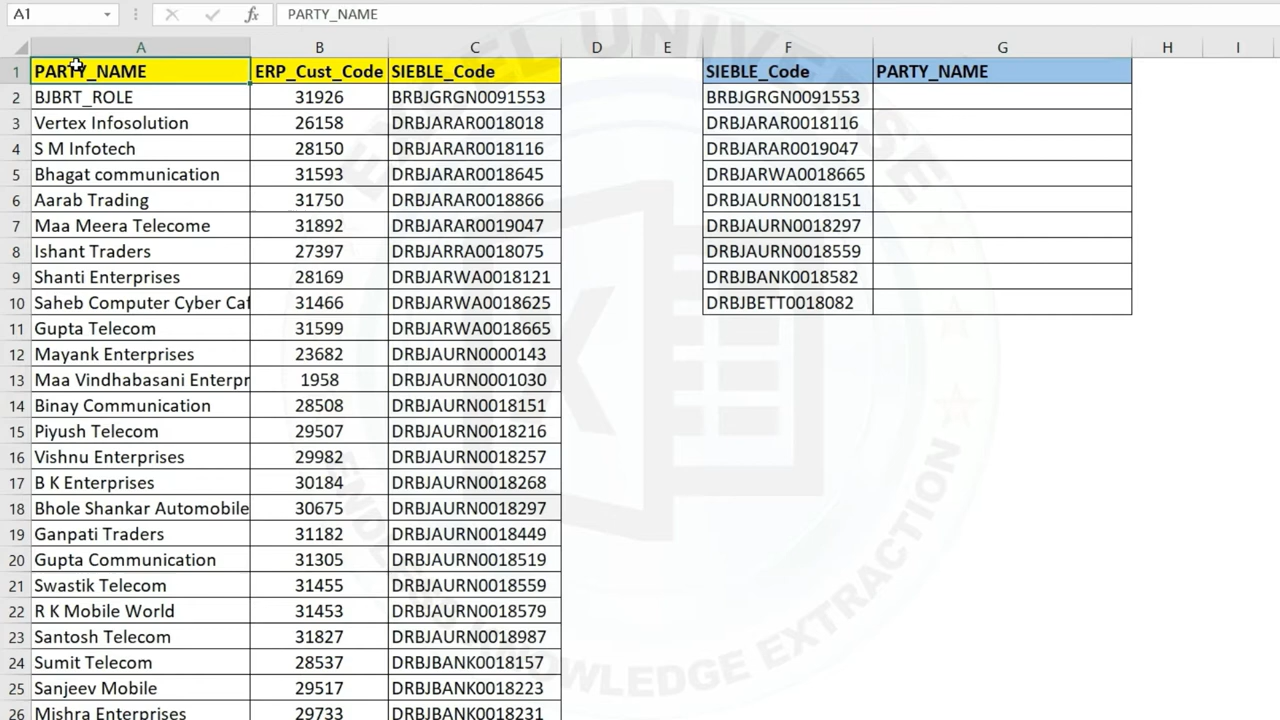 A1 fx PARTY_NAME
A B C D E F G H I
1 PARTY_NAME ERP_Cust_Code SIEBLE_Code SIEBLE_Code PARTY_NAME
2 BJBRT_ROLE 31926 BRBJGRGN0091553 BRBJGRGN0091553
3 Vertex Infosolution 26158 DRBJARAR0018018 DRBJARAR0018116
4 S M Infotech 28150 DRBJARAR0018116 DRBJARAR0019047
5 Bhagat communication 31593 DRBJARAR0018645 DRBJARWA0018665
6 Aarab Trading 31750 DRBJARAR0018866 DRBJAURN0018151
7 Maa Meera Telecome 31892 DRBJARAR0019047 DRBJAURN0018297
8 Ishant Traders 27397 DRBJARRA0018075 DRBJAURN0018559
9 Shanti Enterprises 28169 DRBJARWA0018121 DRBJBANK0018582
10 Saheb Computer Cyber Caf 31466 DRBJARWA0018625 DRBJBETT0018082
11 Gupta Telecom 31599 DRBJARWA0018665
12 Mayank Enterprises 23682 DRBJAURN0000143
13 Maa Vindhabasani Enterpr 1958 DRBJAURN0001030
14 Binay Communication 28508 DRBJAURN0018151
15 Piyush Telecom 29507 DRBJAURN0018216
16 Vishnu Enterprises 29982 DRBJAURN0018257
17 B K Enterprises 30184 DRBJAURN0018268
18 Bhole Shankar Automobile 30675 DRBJAURN0018297
19 Ganpati Traders 31182 DRBJAURN0018449
20 Gupta Communication 31305 DRBJAURN0018519
21 Swastik Telecom 31455 DRBJAURN0018559
22 R K Mobile World 31453 DRBJAURN0018579
23 Santosh Telecom 31827 DRBJAURN0018987
24 Sumit Telecom 28537 DRBJBANK0018157
25 Sanjeev Mobile 29517 DRBJBANK0018223
26 Mishra Enterprises 29733 DRBJBANK0018231